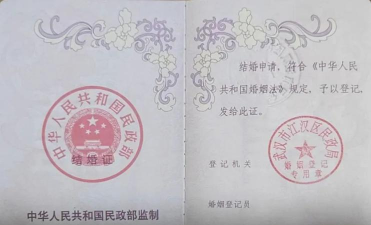 中华人民共和国民政部
结婚证
中华人民共和国民政部监制
结婚申请,符合《中华人民
共和国婚姻法》规定,予以登记,
发给此证。
登记机关
武汉市江汉区民政局
婚姻登记
专用章
婚姻登记员